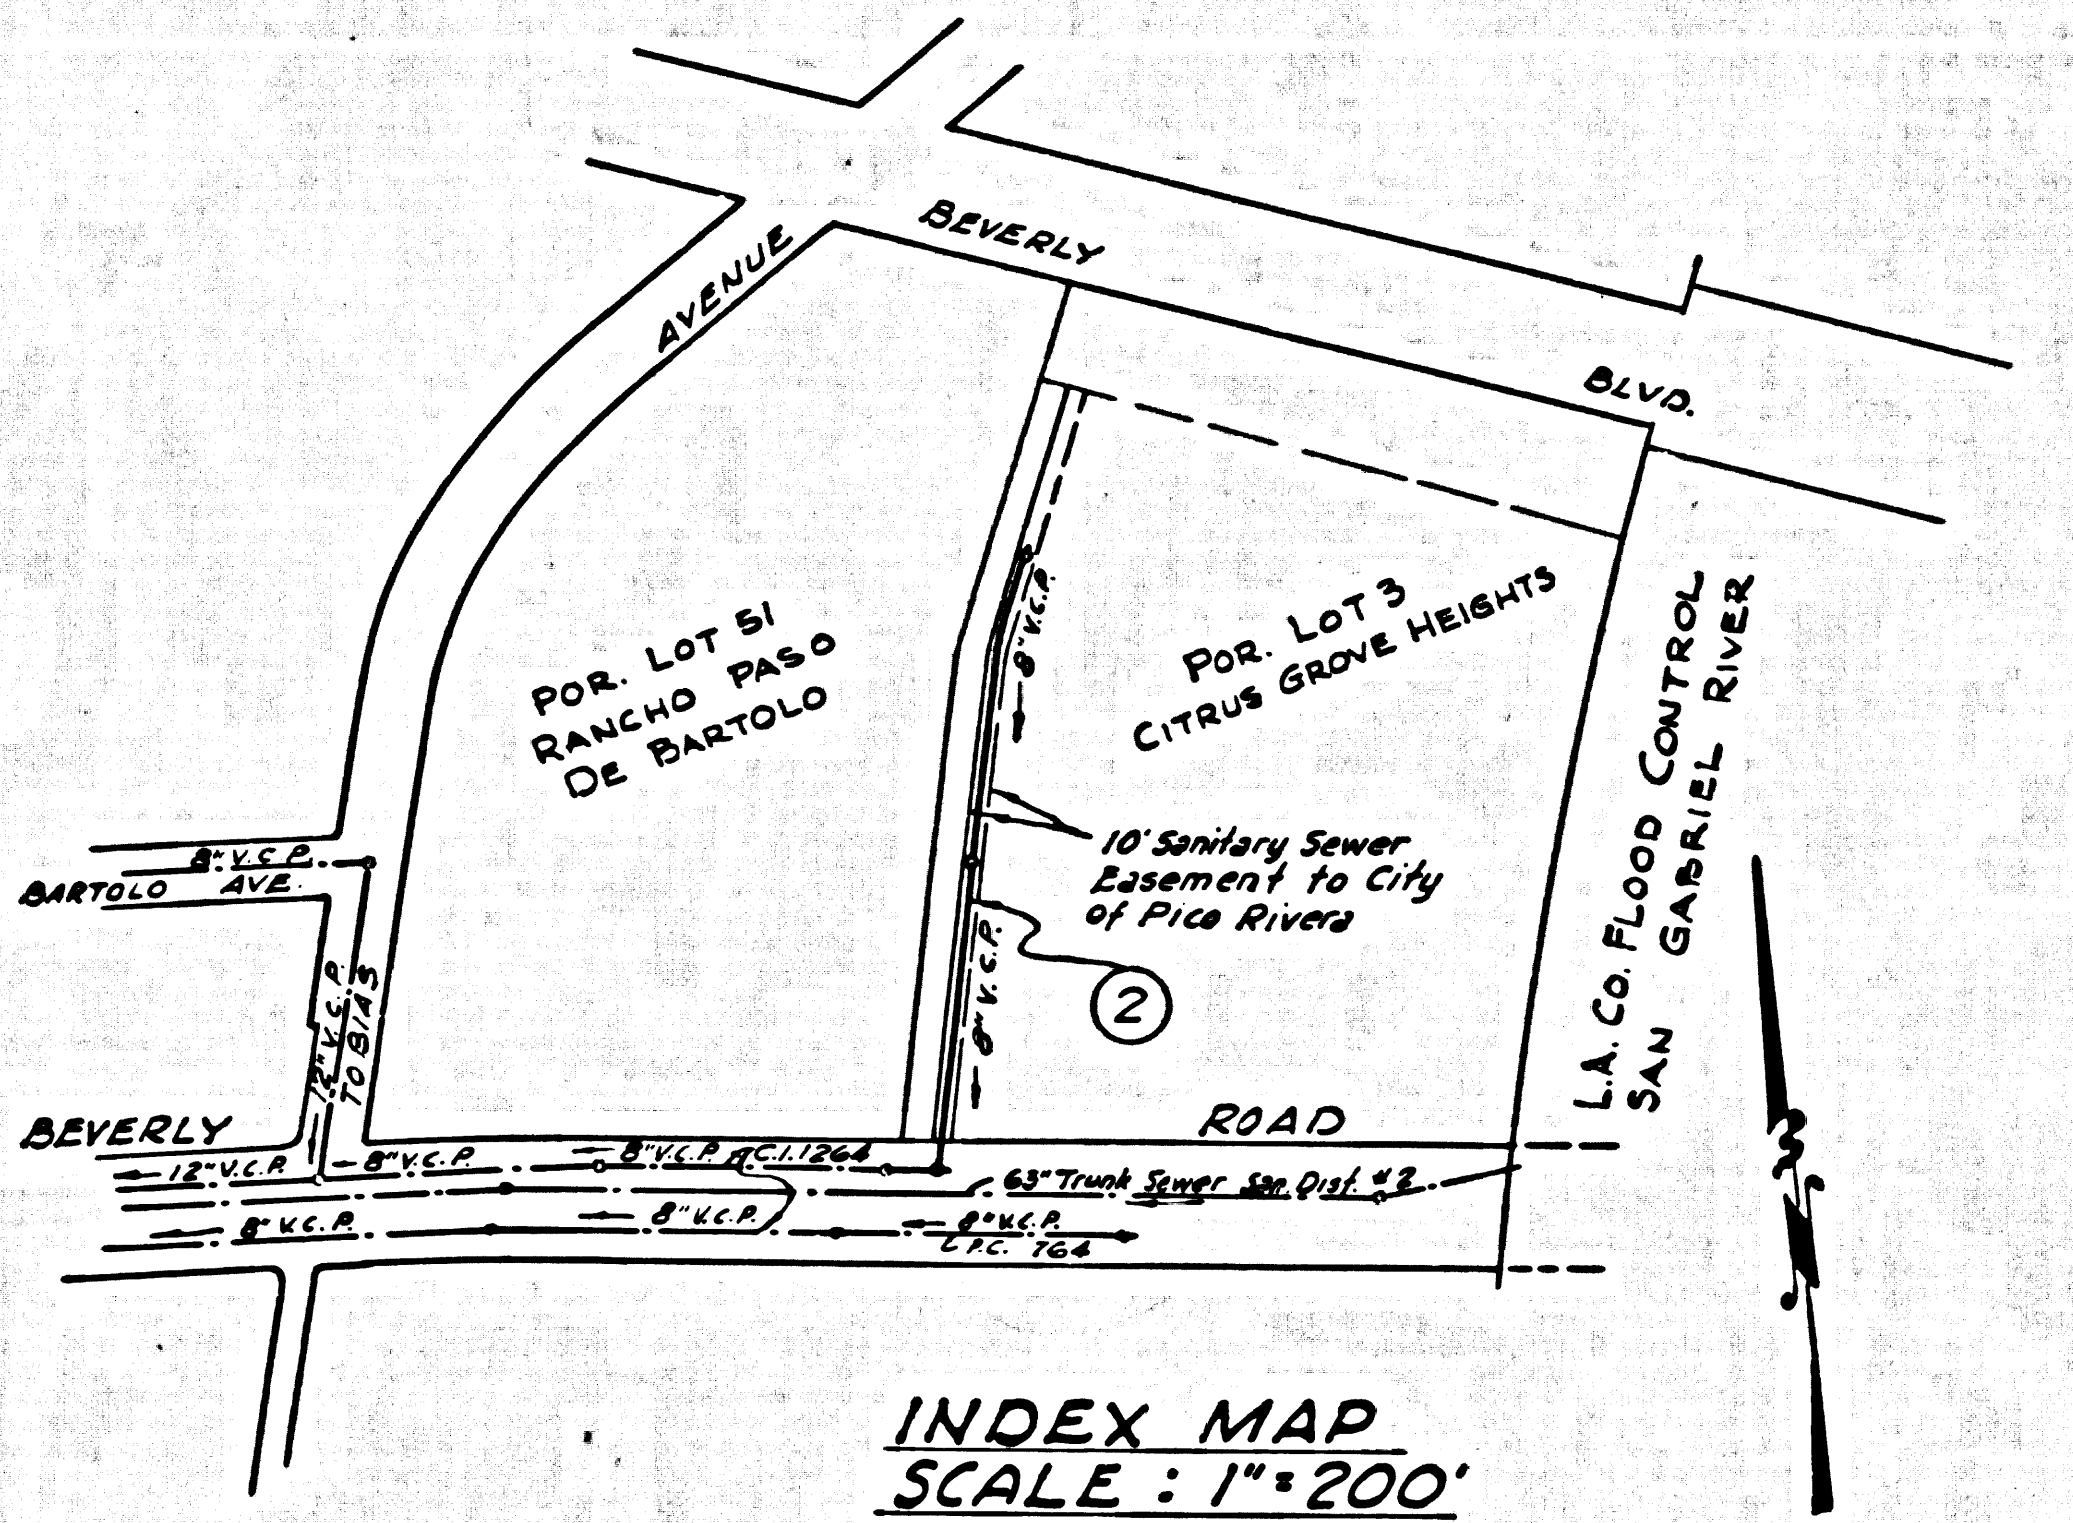 BEVERLY
BLVD.
AVENUE
POR. LOT 51
RANCHO PASO
DE BARTOLO
POR. LOT 3
CITRUS GROVE HEIGHTS
8" V.C.P.
L.A. CO. FLOOD CONTROL
SAN GABRIEL RIVER
10' Sanitary Sewer
Easement to City
of Pico Rivera
8" V.C.P.
BARTOLO AVE.
8" V.C.P.
2
12" V.C.P.
TOBIAS
BEVERLY
ROAD
12" V.C.P.
8" V.C.P.
8" V.C.P. C.I. 1264
63" Trunk Sewer San. Dist. #2
8" V.C.P.
8" V.C.P.
8" V.C.P.
P.C. 764
N
INDEX MAP
SCALE : 1" = 200'